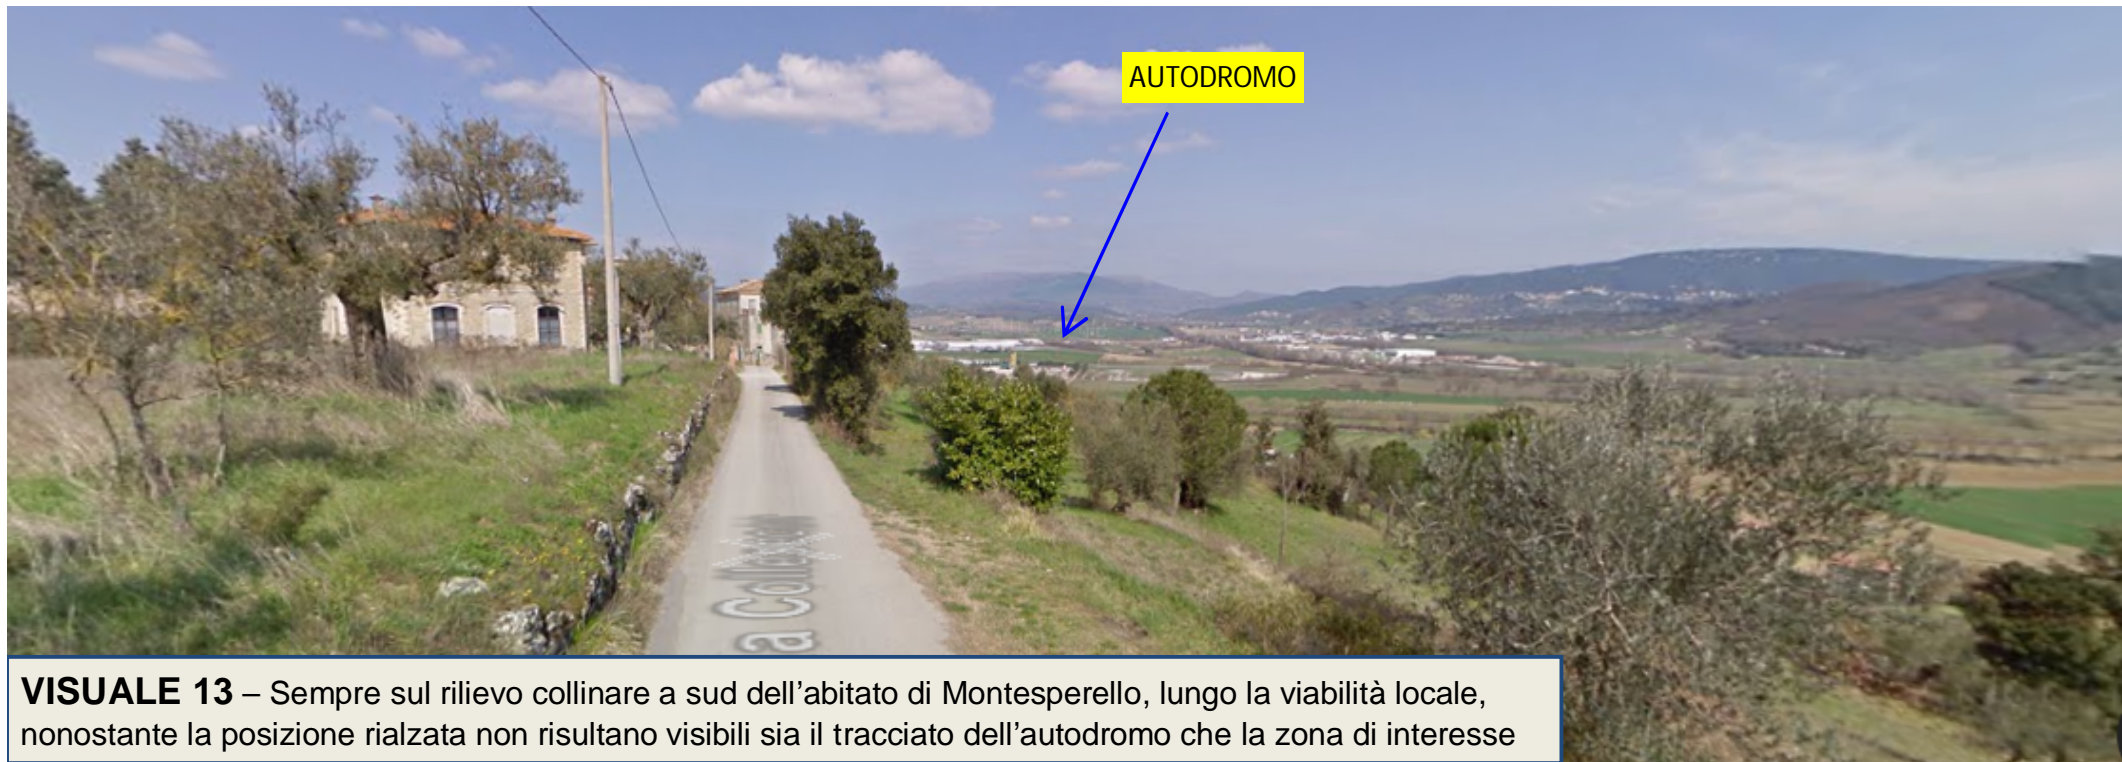 AUTODROMO
a Coll
VISUALE 13 – Sempre sul rilievo collinare a sud dell’abitato di Montesperello, lungo la viabilità locale,
nonostante la posizione rialzata non risultano visibili sia il tracciato dell’autodromo che la zona di interesse